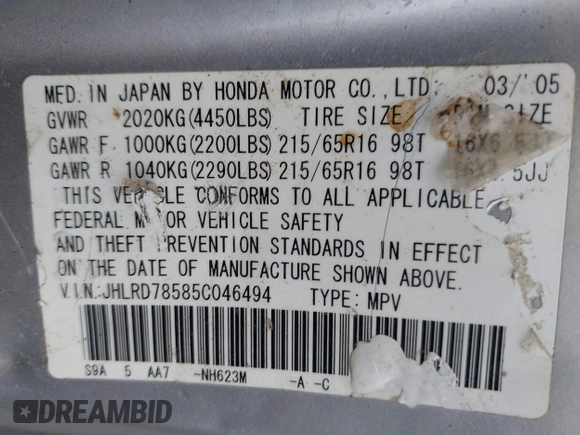 MFD. IN JAPAN BY HONDA MOTOR CO., LTD. 03/'05
GVWR 2020KG(4450LBS) TIRE SIZE SIZE
GAWR F 1000KG(2200LBS) 215/65R16 98T
GAWR R 1040KG(2290LBS) 215/65R16 98T
THIS VEHICLE CONFORMS TO ALL APPLICABLE
FEDERAL MOTOR VEHICLE SAFETY
AND THEFT PREVENTION STANDARDS IN EFFECT
ON THE DATE OF MANUFACTURE SHOWN ABOVE.
V.I.N:JHLRD78585C046494 TYPE: MPV
S9A 5 AA7 -NH623M -A -C
DREAMBID